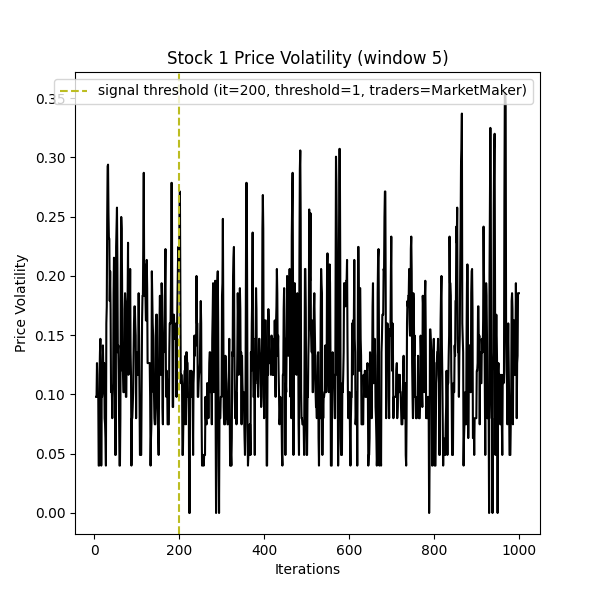 Stock 1 Price Volatility (window 5)
signal threshold (it=200, threshold=1, traders=MarketMaker)
0.35
0.30
0.25
0.20
0.15
0.10
0.05
0.00
Price Volatility
0 200 400 600 800 1000
Iterations